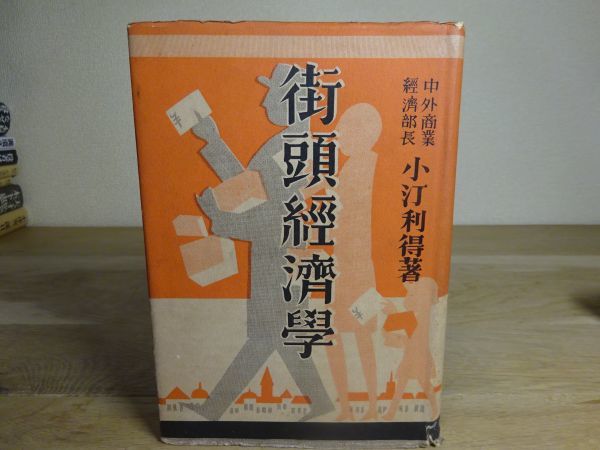 中外商業
經濟部長
小汀利得著
街頭經濟學